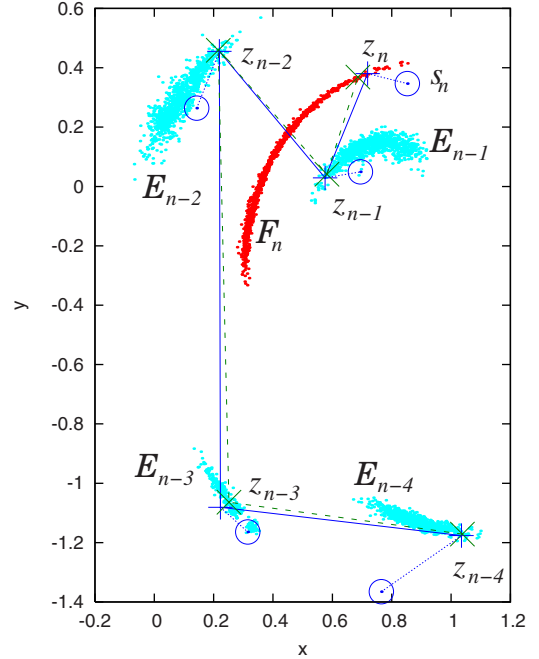 0.6
0.4
0.2
0
-0.2
-0.4
-0.6
-0.8
-1
-1.2
-1.4
y
z_{n-2}
z_n
s_n
E_{n-2}
E_{n-1}
z_{n-1}
F_n
E_{n-3}
z_{n-3}
E_{n-4}
z_{n-4}
-0.2
0
0.2
0.4
0.6
0.8
1
1.2
x